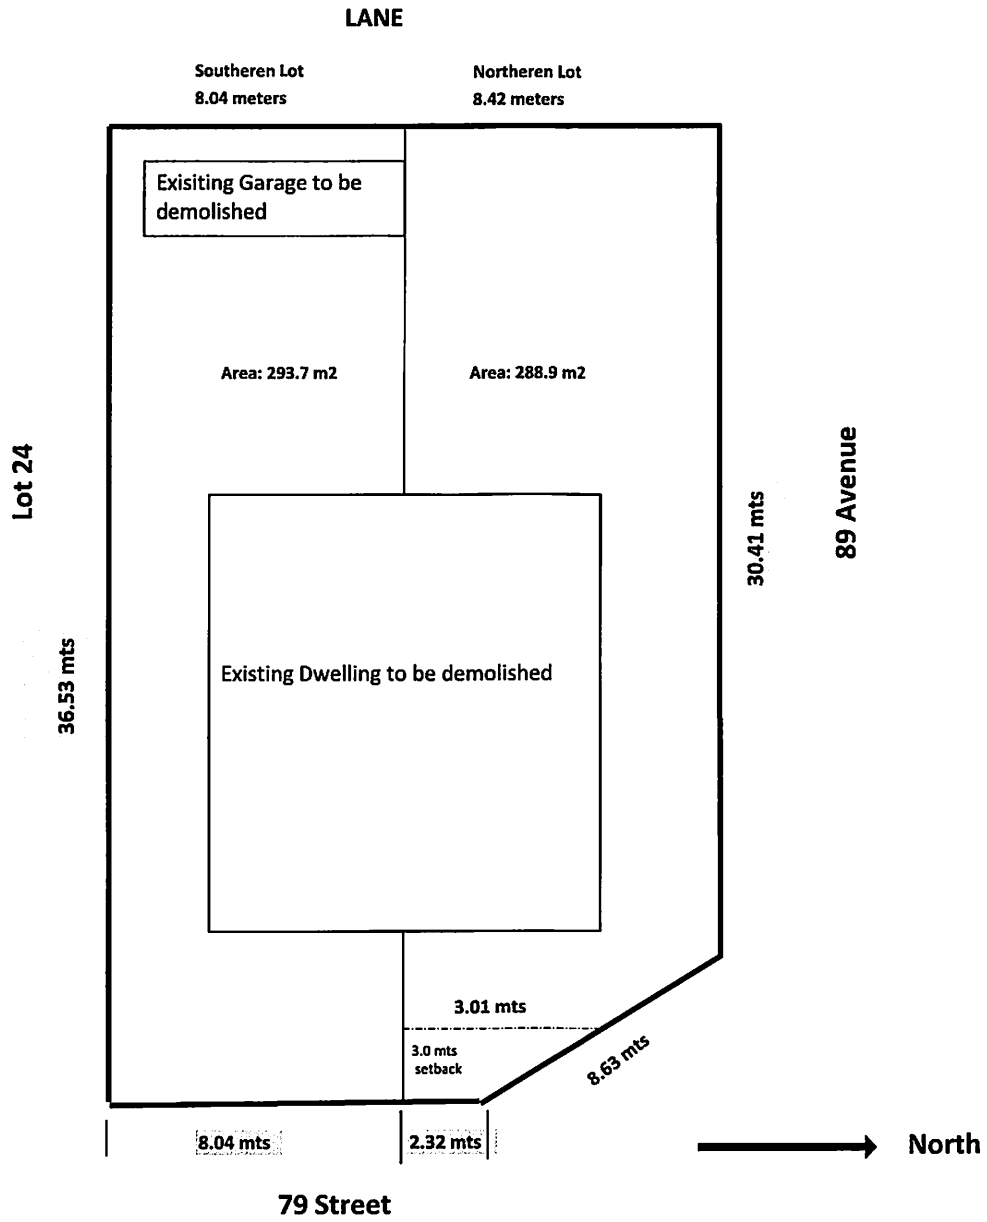 LANE
Southeren Lot
8.04 meters
Northeren Lot
8.42 meters
Exisiting Garage to be
demolished
Area: 293.7 m2
Area: 288.9 m2
Lot 24
89 Avenue
30.41 mts
36.53 mts
Existing Dwelling to be demolished
3.01 mts
3.0 mts
setback
8.63 mts
8.04 mts
2.32 mts
North
79 Street